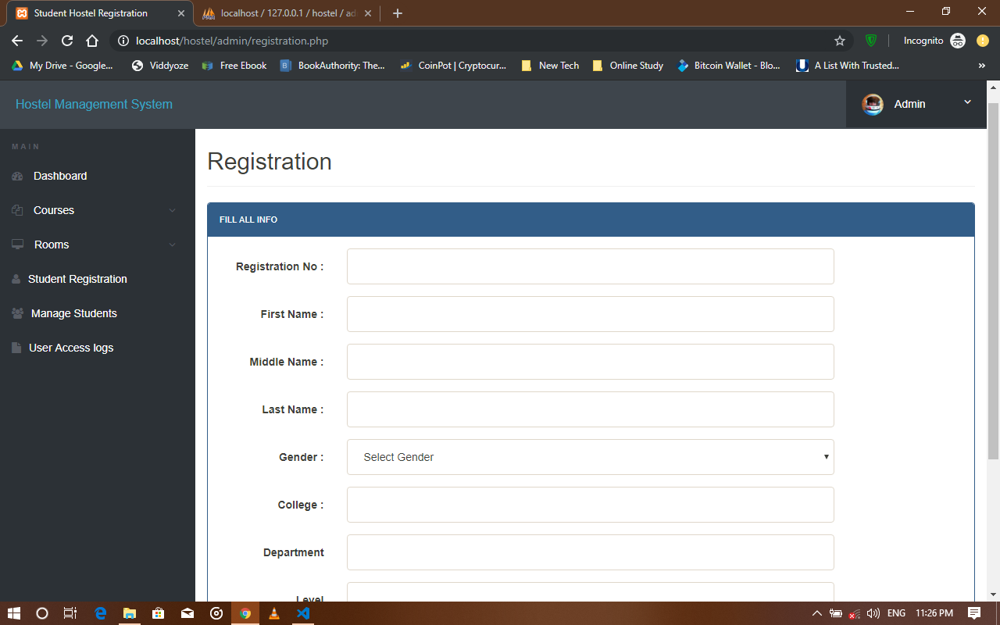 Student Hostel Registration
localhost / 127.0.0.1 / hostel / ad
localhost/hostel/admin/registration.php
Incognito
My Drive - Google...
Viddyoze
Free Ebook
B
BookAuthority: The...
CoinPot | Cryptocur...
New Tech
Online Study
Bitcoin Wallet - Blo...
U
A List With Trusted...
»
Hostel Management System
Admin
MAIN
Dashboard
Courses
Rooms
Student Registration
Manage Students
User Access logs
Registration
FILL ALL INFO
Registration No :
First Name :
Middle Name :
Last Name :
Gender :
Select Gender
College :
Department
Level
ENG
11:26 PM